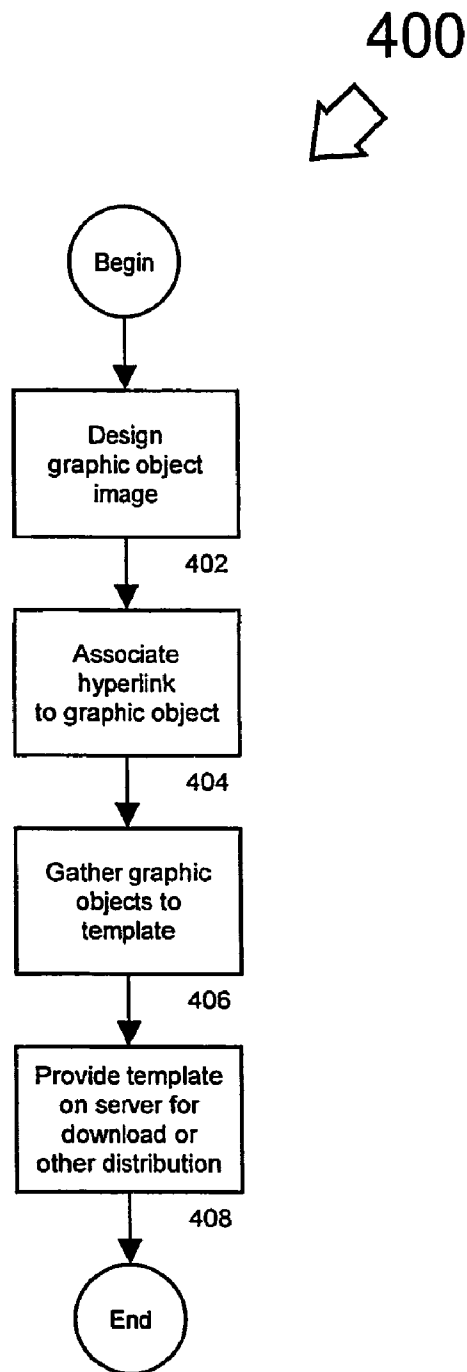 400
Begin
Design
graphic object
image
402
Associate
hyperlink
to graphic object
404
Gather graphic
objects to
template
406
Provide template
on server for
download or
other distribution
408
End